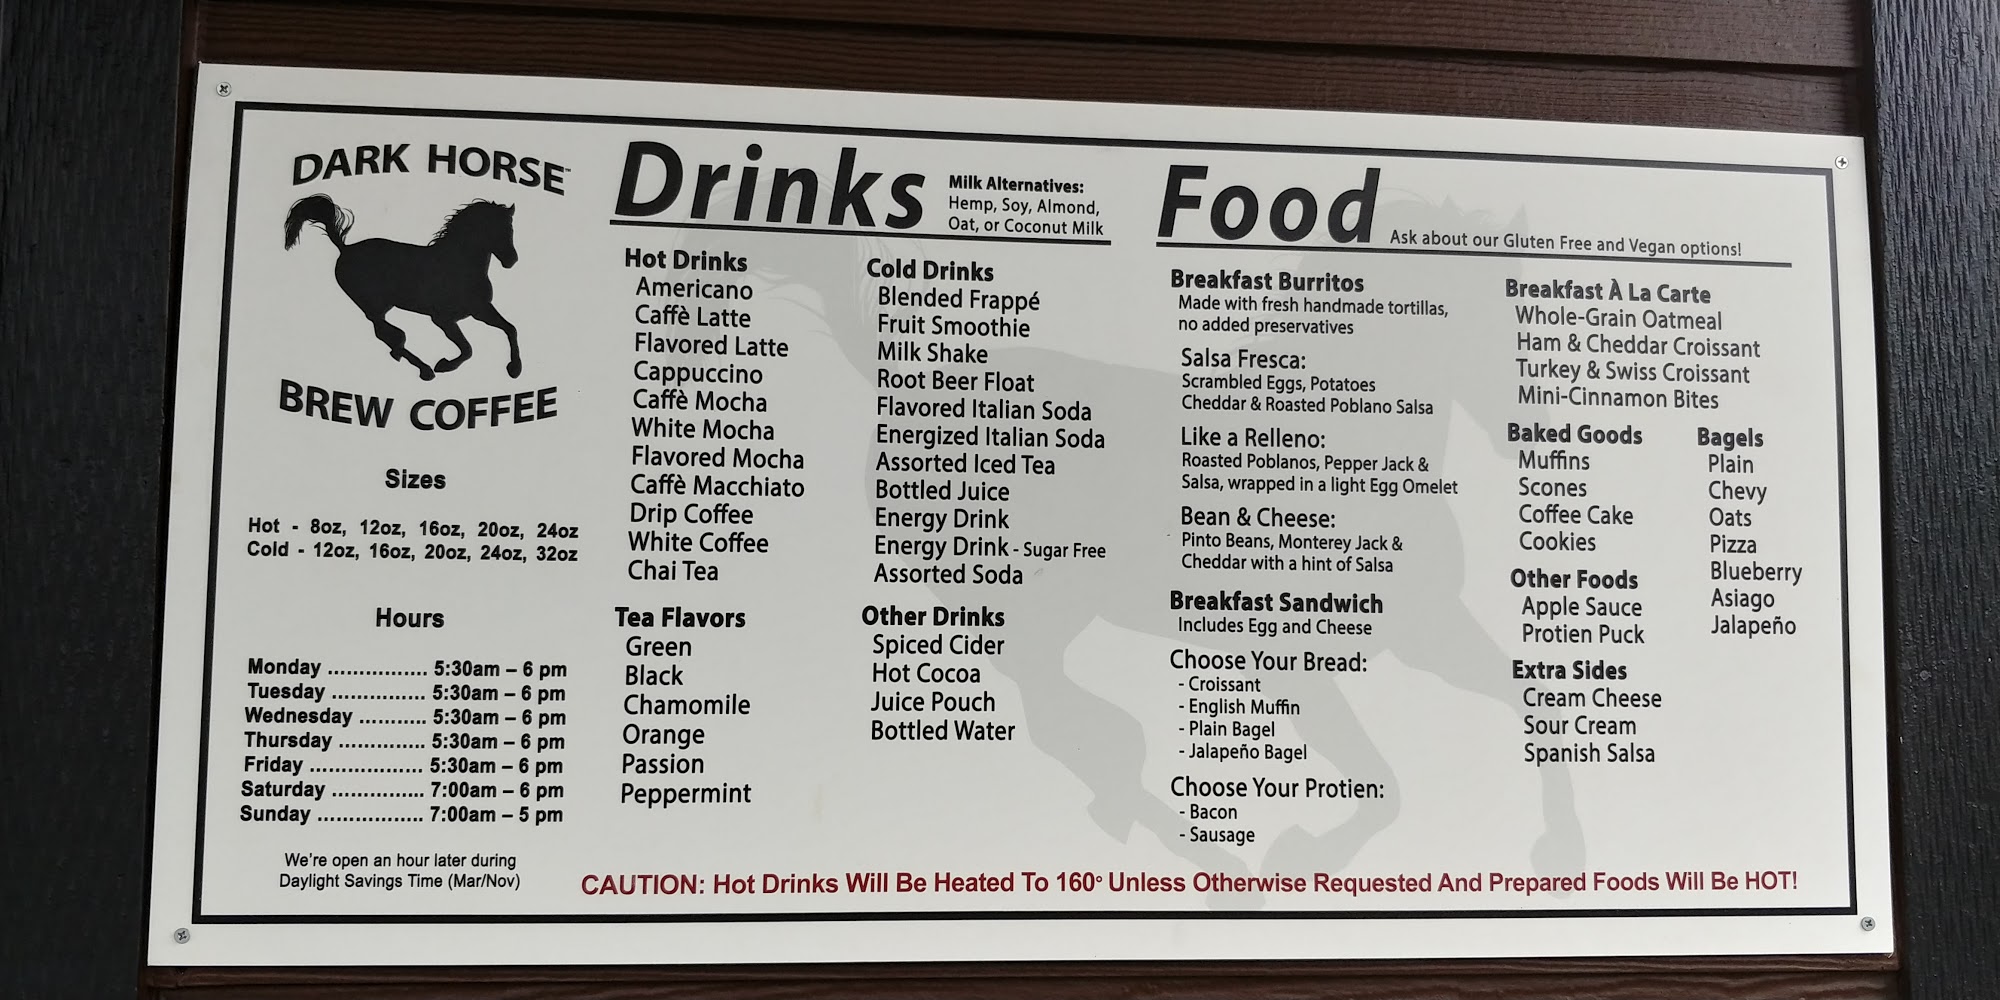 DARK HORSE™
BREW COFFEE
Sizes
Hot - 8oz, 12oz, 16oz, 20oz, 24oz
Cold - 12oz, 16oz, 20oz, 24oz, 32oz
Hours
Monday ................ 5:30am – 6 pm
Tuesday ............... 5:30am – 6 pm
Wednesday ........... 5:30am – 6 pm
Thursday .............. 5:30am – 6 pm
Friday .................. 5:30am – 6 pm
Saturday ............... 7:00am – 6 pm
Sunday ................. 7:00am – 5 pm
We're open an hour later during
Daylight Savings Time (Mar/Nov)
Drinks
Milk Alternatives:
Hemp, Soy, Almond,
Oat, or Coconut Milk
Hot Drinks
Americano
Caffè Latte
Flavored Latte
Cappuccino
Caffè Mocha
White Mocha
Flavored Mocha
Caffè Macchiato
Drip Coffee
White Coffee
Chai Tea
Tea Flavors
Green
Black
Chamomile
Orange
Passion
Peppermint
Cold Drinks
Blended Frappé
Fruit Smoothie
Milk Shake
Root Beer Float
Flavored Italian Soda
Energized Italian Soda
Assorted Iced Tea
Bottled Juice
Energy Drink
Energy Drink - Sugar Free
Assorted Soda
Other Drinks
Spiced Cider
Hot Cocoa
Juice Pouch
Bottled Water
Food
Ask about our Gluten Free and Vegan options!
Breakfast Burritos
Made with fresh handmade tortillas,
no added preservatives
Salsa Fresca:
Scrambled Eggs, Potatoes
Cheddar & Roasted Poblano Salsa
Like a Relleno:
Roasted Poblanos, Pepper Jack &
Salsa, wrapped in a light Egg Omelet
Bean & Cheese:
Pinto Beans, Monterey Jack &
Cheddar with a hint of Salsa
Breakfast Sandwich
Includes Egg and Cheese
Choose Your Bread:
- Croissant
- English Muffin
- Plain Bagel
- Jalapeño Bagel
Choose Your Protien:
- Bacon
- Sausage
Breakfast À La Carte
Whole-Grain Oatmeal
Ham & Cheddar Croissant
Turkey & Swiss Croissant
Mini-Cinnamon Bites
Baked Goods
Muffins
Scones
Coffee Cake
Cookies
Other Foods
Apple Sauce
Protien Puck
Extra Sides
Cream Cheese
Sour Cream
Spanish Salsa
Bagels
Plain
Chevy
Oats
Pizza
Blueberry
Asiago
Jalapeño
CAUTION: Hot Drinks Will Be Heated To 160° Unless Otherwise Requested And Prepared Foods Will Be HOT!